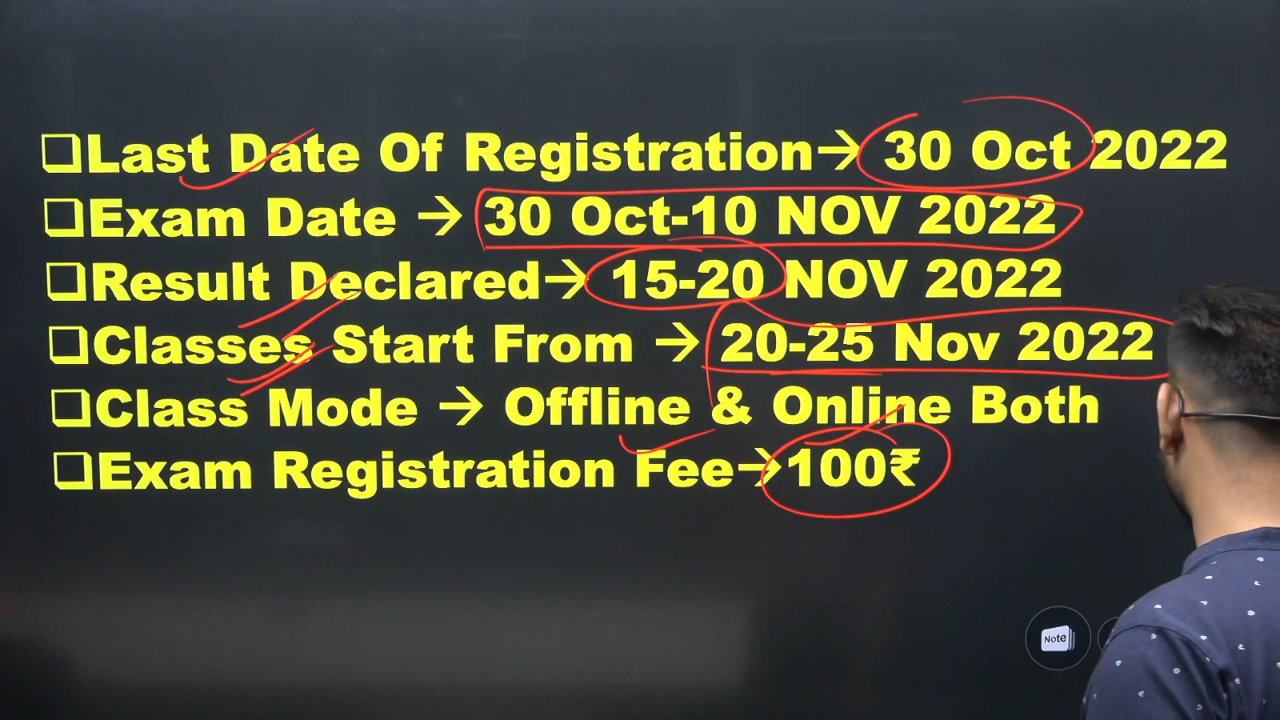 ❑Last Date Of Registration→ 30 Oct 2022
❑Exam Date → 30 Oct-10 NOV 2022
❑Result Declared→ 15-20 NOV 2022
❑Classes Start From → 20-25 Nov 2022
❑Class Mode → Offline & Online Both
❑Exam Registration Fee→100₹
Note